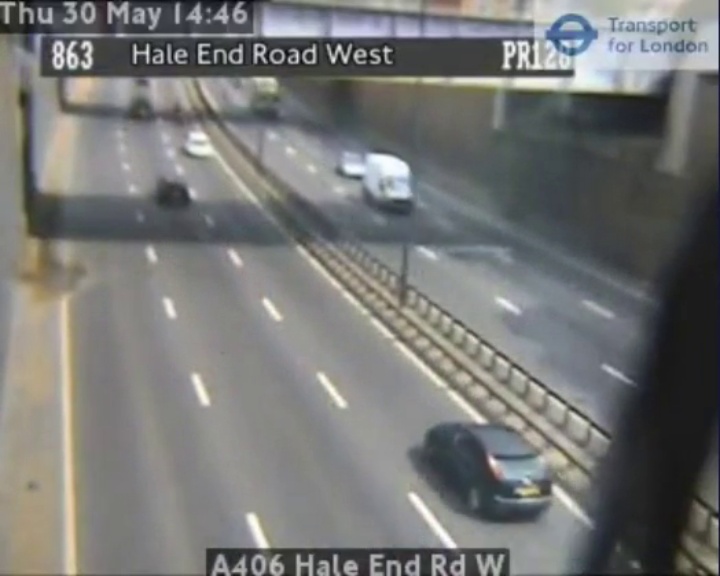 Thu 30 May 14:46
Transport
for London
863 Hale End Road West
A406 Hale End Rd W